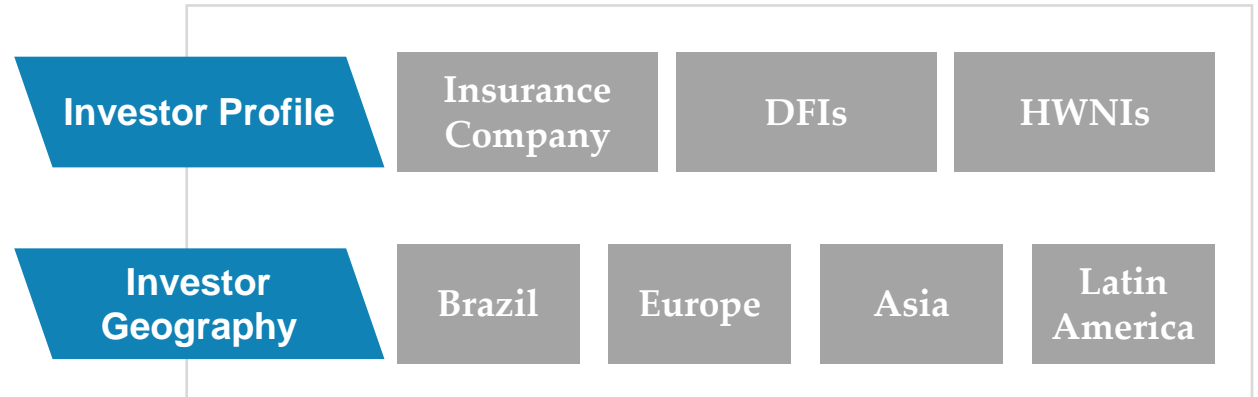 Investor Profile
Insurance
Company
DFIs
HWNIs
Investor
Geography
Brazil
Europe
Asia
Latin
America